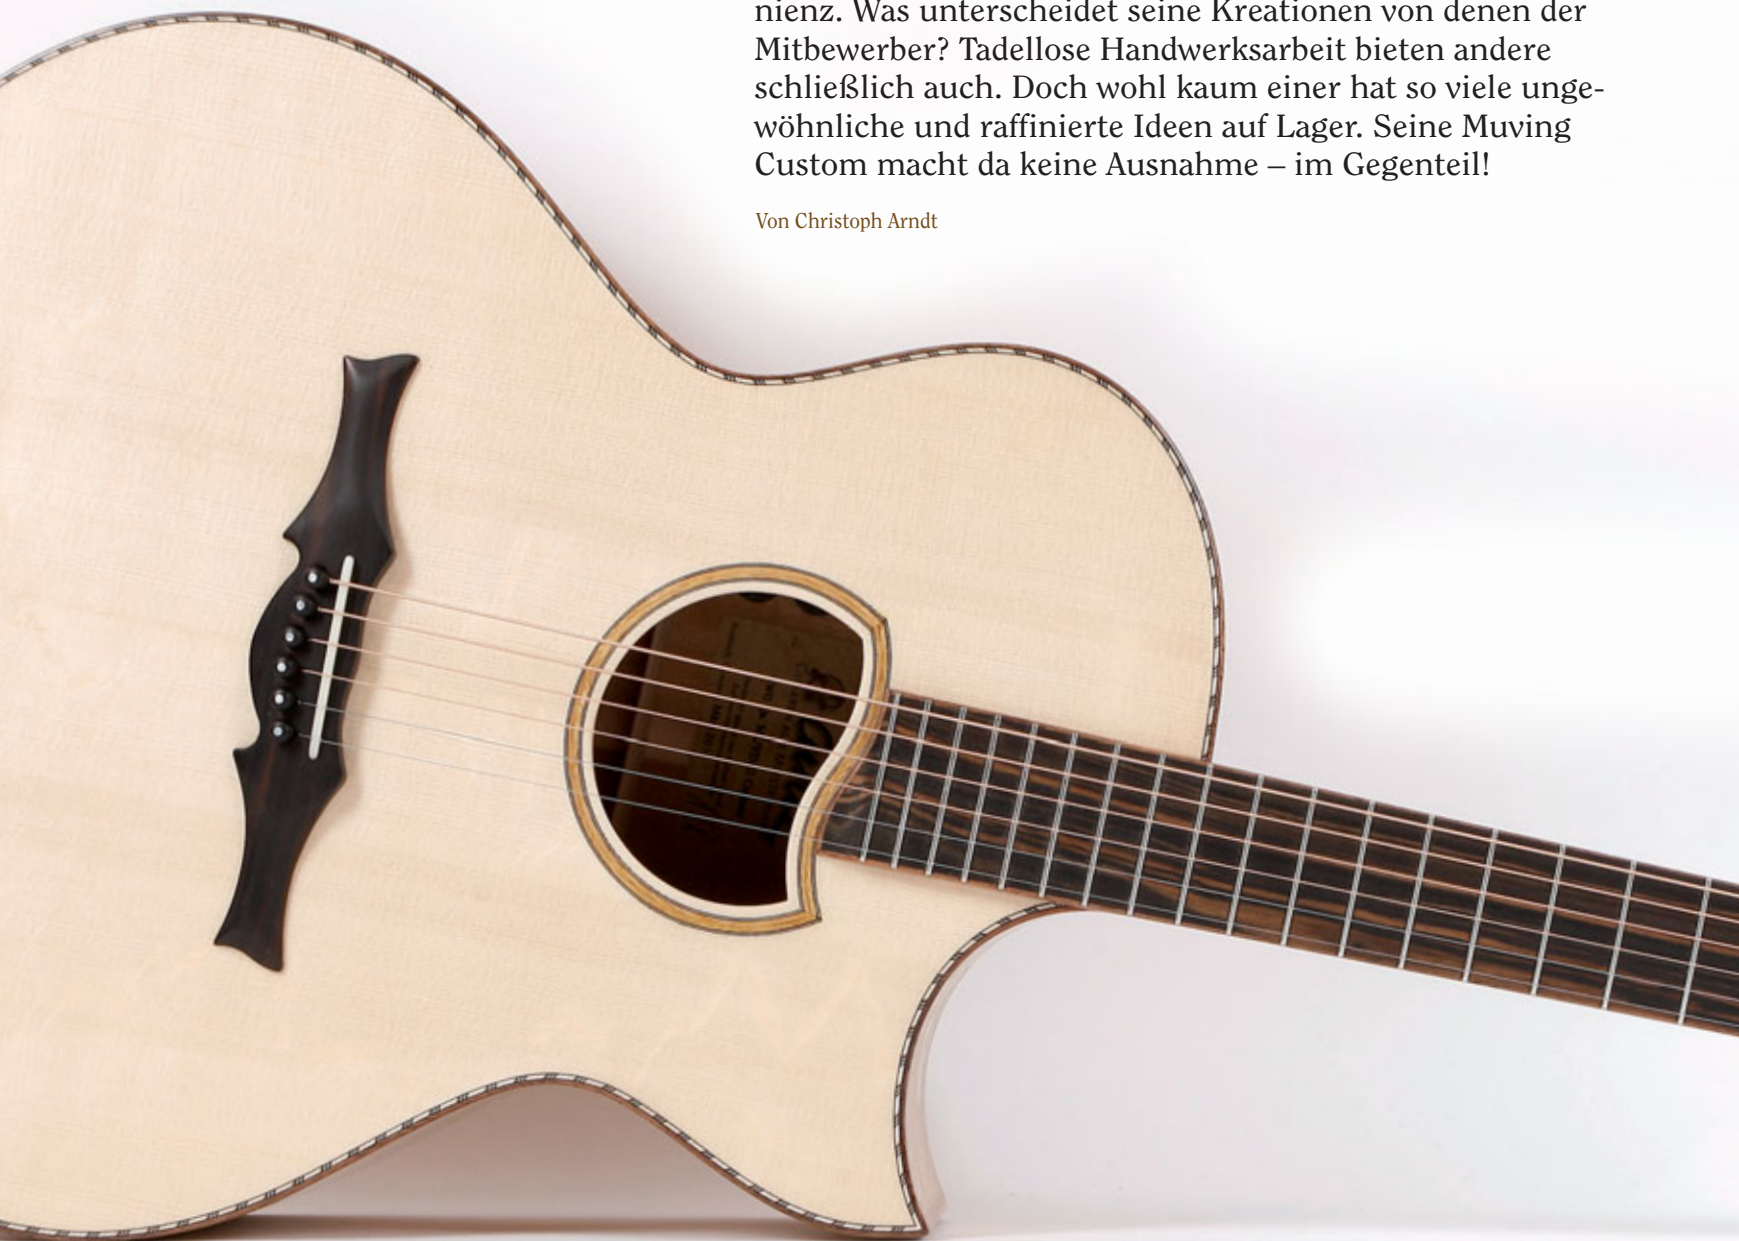 nienz. Was unterscheidet seine Kreationen von denen der
Mitbewerber? Tadellose Handwerksarbeit bieten andere
schließlich auch. Doch wohl kaum einer hat so viele unge-
wöhnliche und raffinierte Ideen auf Lager. Seine Muving
Custom macht da keine Ausnahme – im Gegenteil!
Von Christoph Arndt